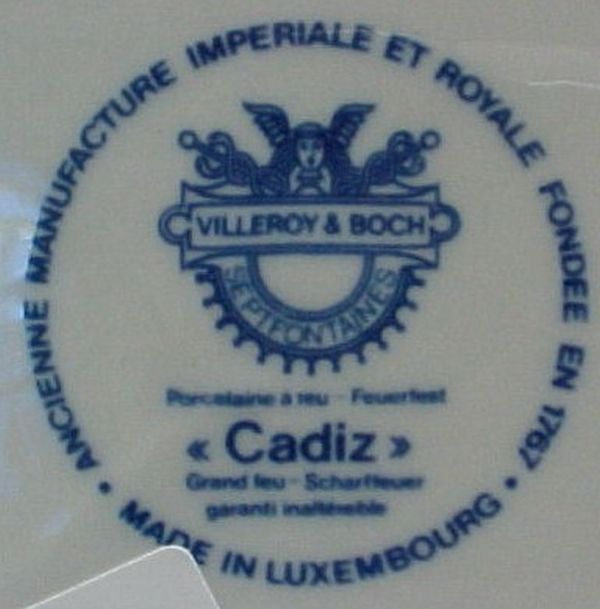 ANCIENNE MANUFACTURE IMPERIALE ET ROYALE FONDEE EN 1767
VILLEROY & BOCH
SEPTFONTAINES
Porcelaine à feu - Feuerfest
« Cadiz »
Grand feu - Scharffeuer
garanti inaltérable
• MADE IN LUXEMBOURG •